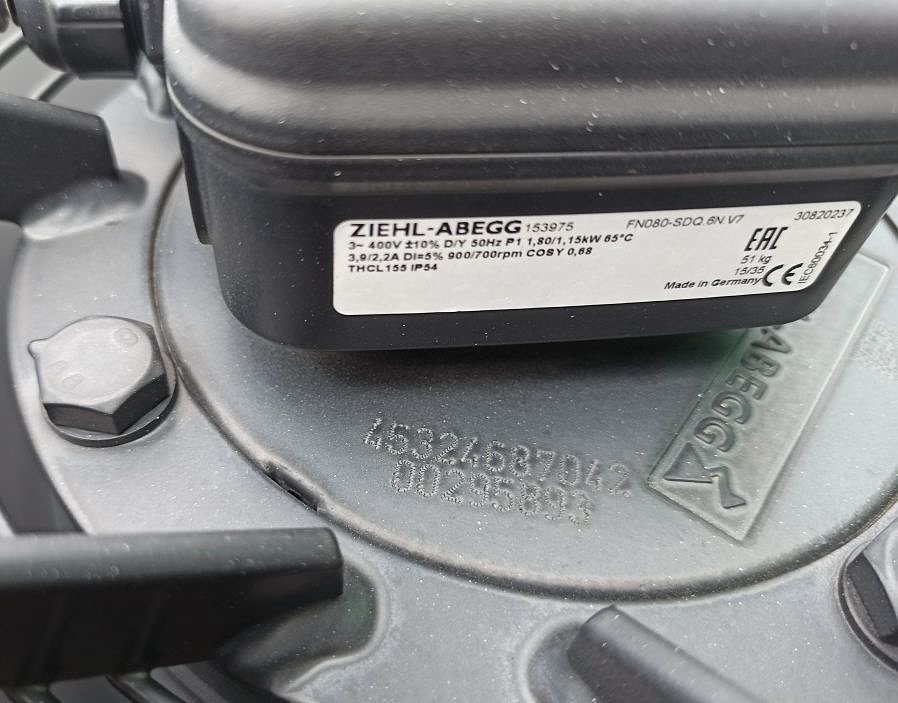 ZIEHL-ABEGG 153975 FN080-SDQ.6N.V7 30820237
3~ 400V ±10% D/Y 50Hz P1 1,80/1,15kW 65°C
3,9/2,2A DI=5% 900/700rpm COSY 0,68
THCL155 IP54
EAC
51 kg
15/35
Made in Germany CE
IEC60034-1
ABEGG
45324687042
00295893